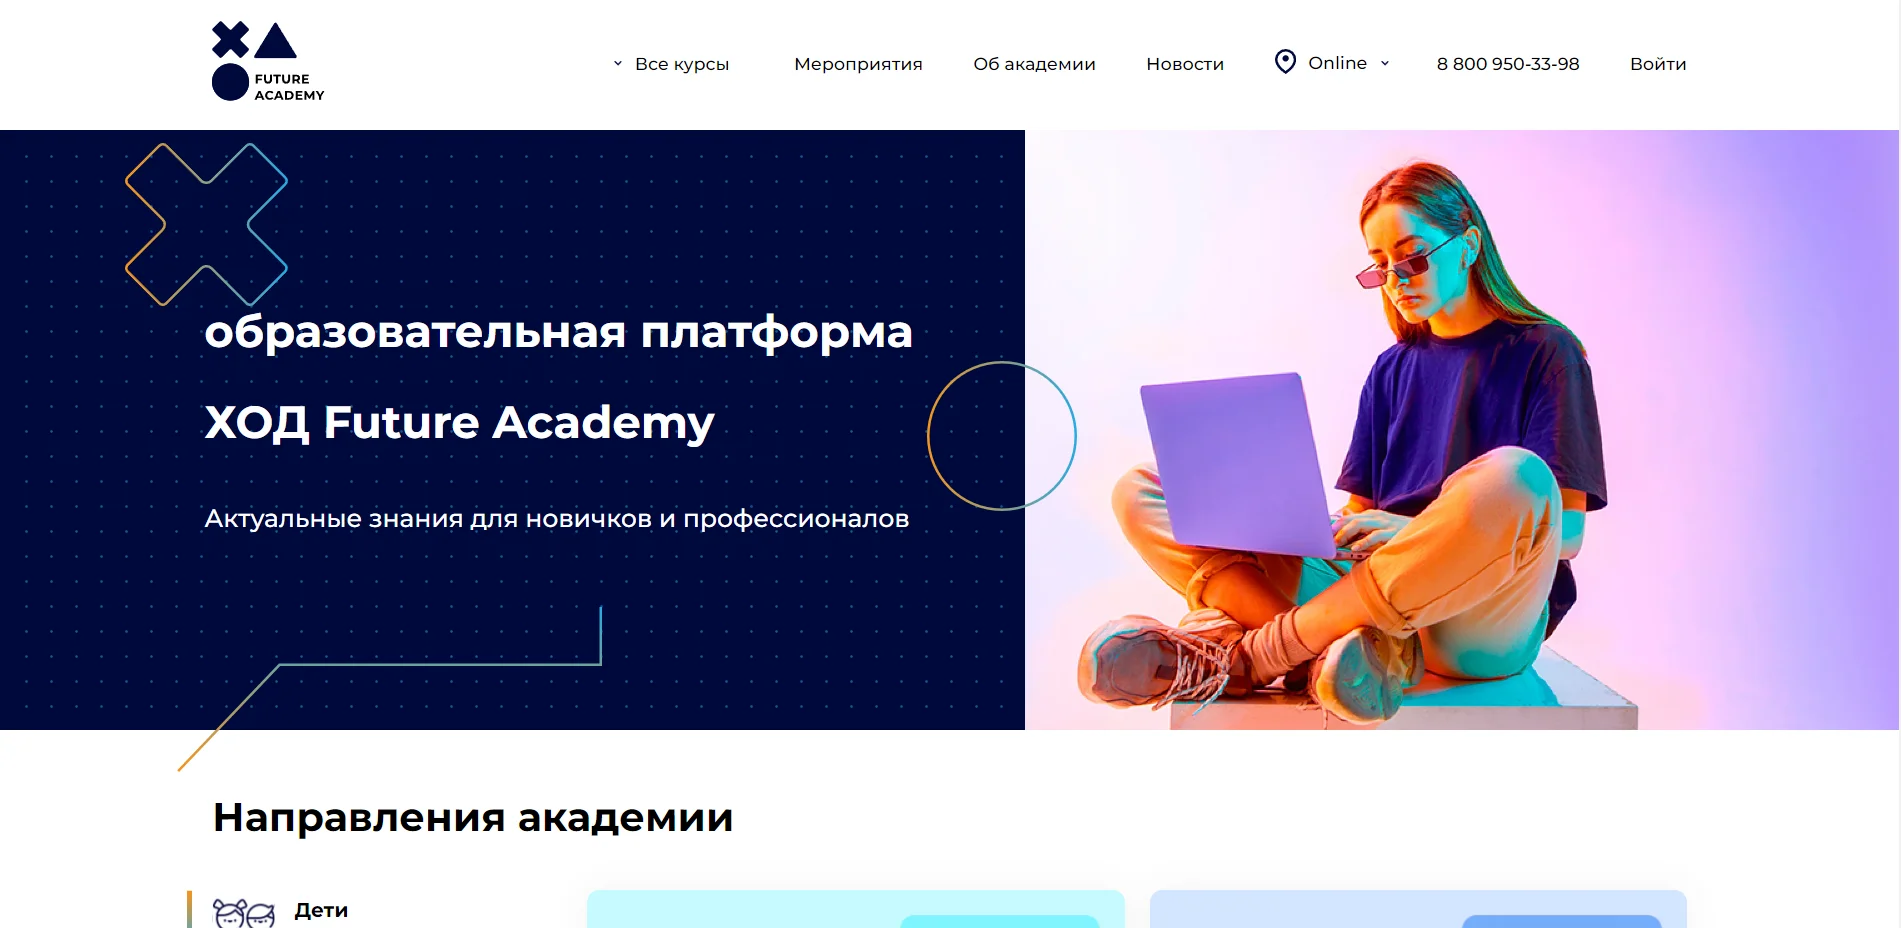 FUTURE
ACADEMY
Все курсы
Мероприятия
Об академии
Новости
Online
8 800 950-33-98
Войти
образовательная платформа
ХОД Future Academy
Актуальные знания для новичков и профессионалов
Направления академии
Дети